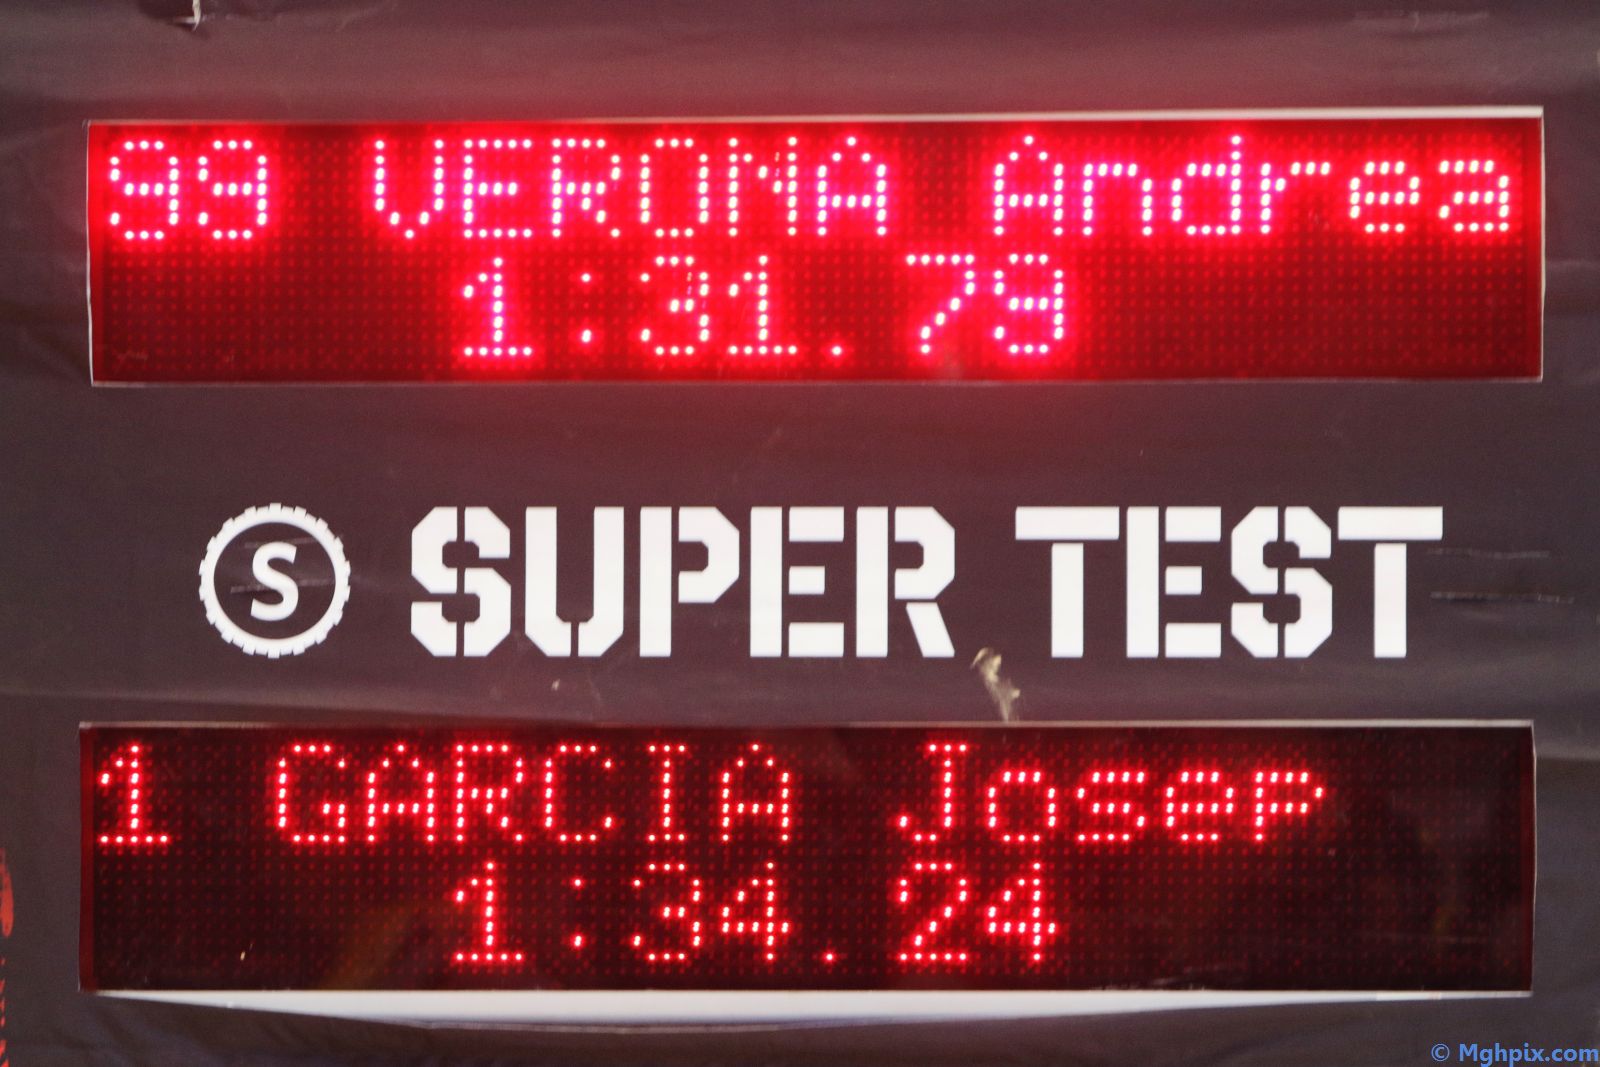 99 VERONA Andrea
1:31.79
S SUPER TEST
1 GARCIA Josep
1:34.24
© Mghpix.com